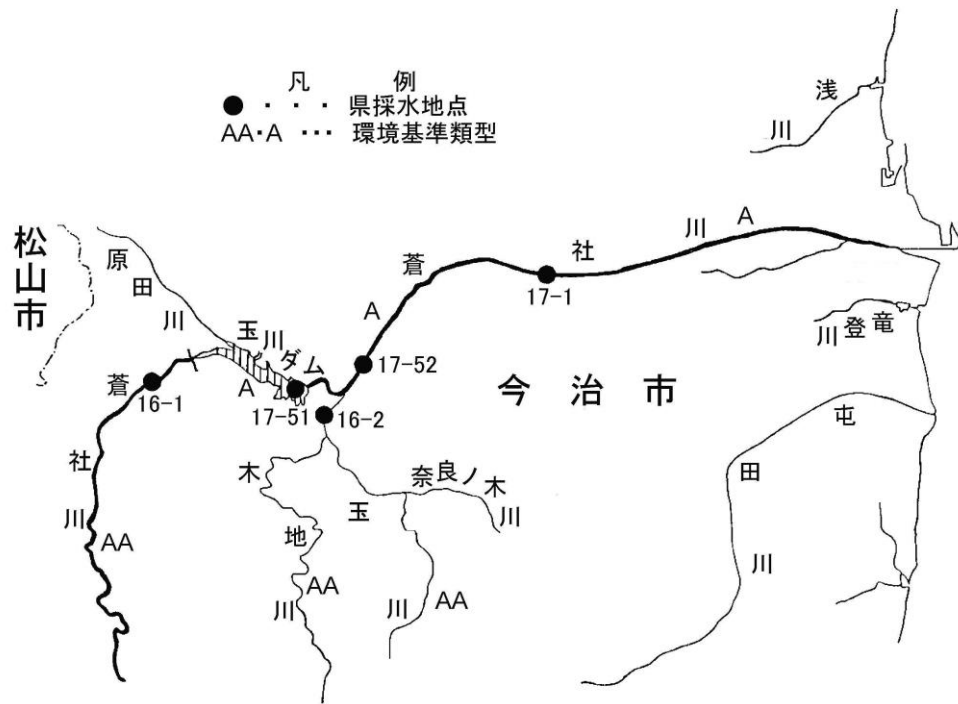 凡 例
● ・ ・ ・ 県採水地点
AA・A ・・・ 環境基準類型
浅川
松山市
原田川
玉川ダム
A
蒼社川
A
A
17-1
17-52
17-51
16-1
16-2
蒼社川
AA
木地川
AA
玉川
AA
奈良ノ木川
今治市
竜登川
屯田川